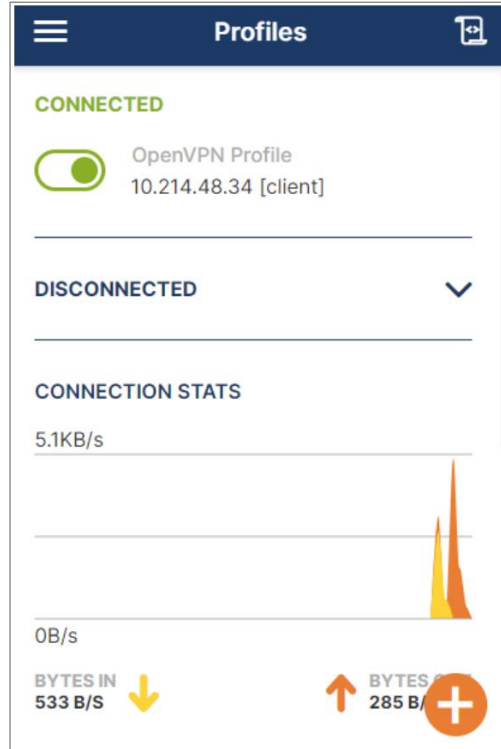 Profiles
CONNECTED
OpenVPN Profile
10.214.48.34 [client]
DISCONNECTED
CONNECTION STATS
5.1KB/s
0B/s
BYTES IN
533 B/S
BYTES
285 B/